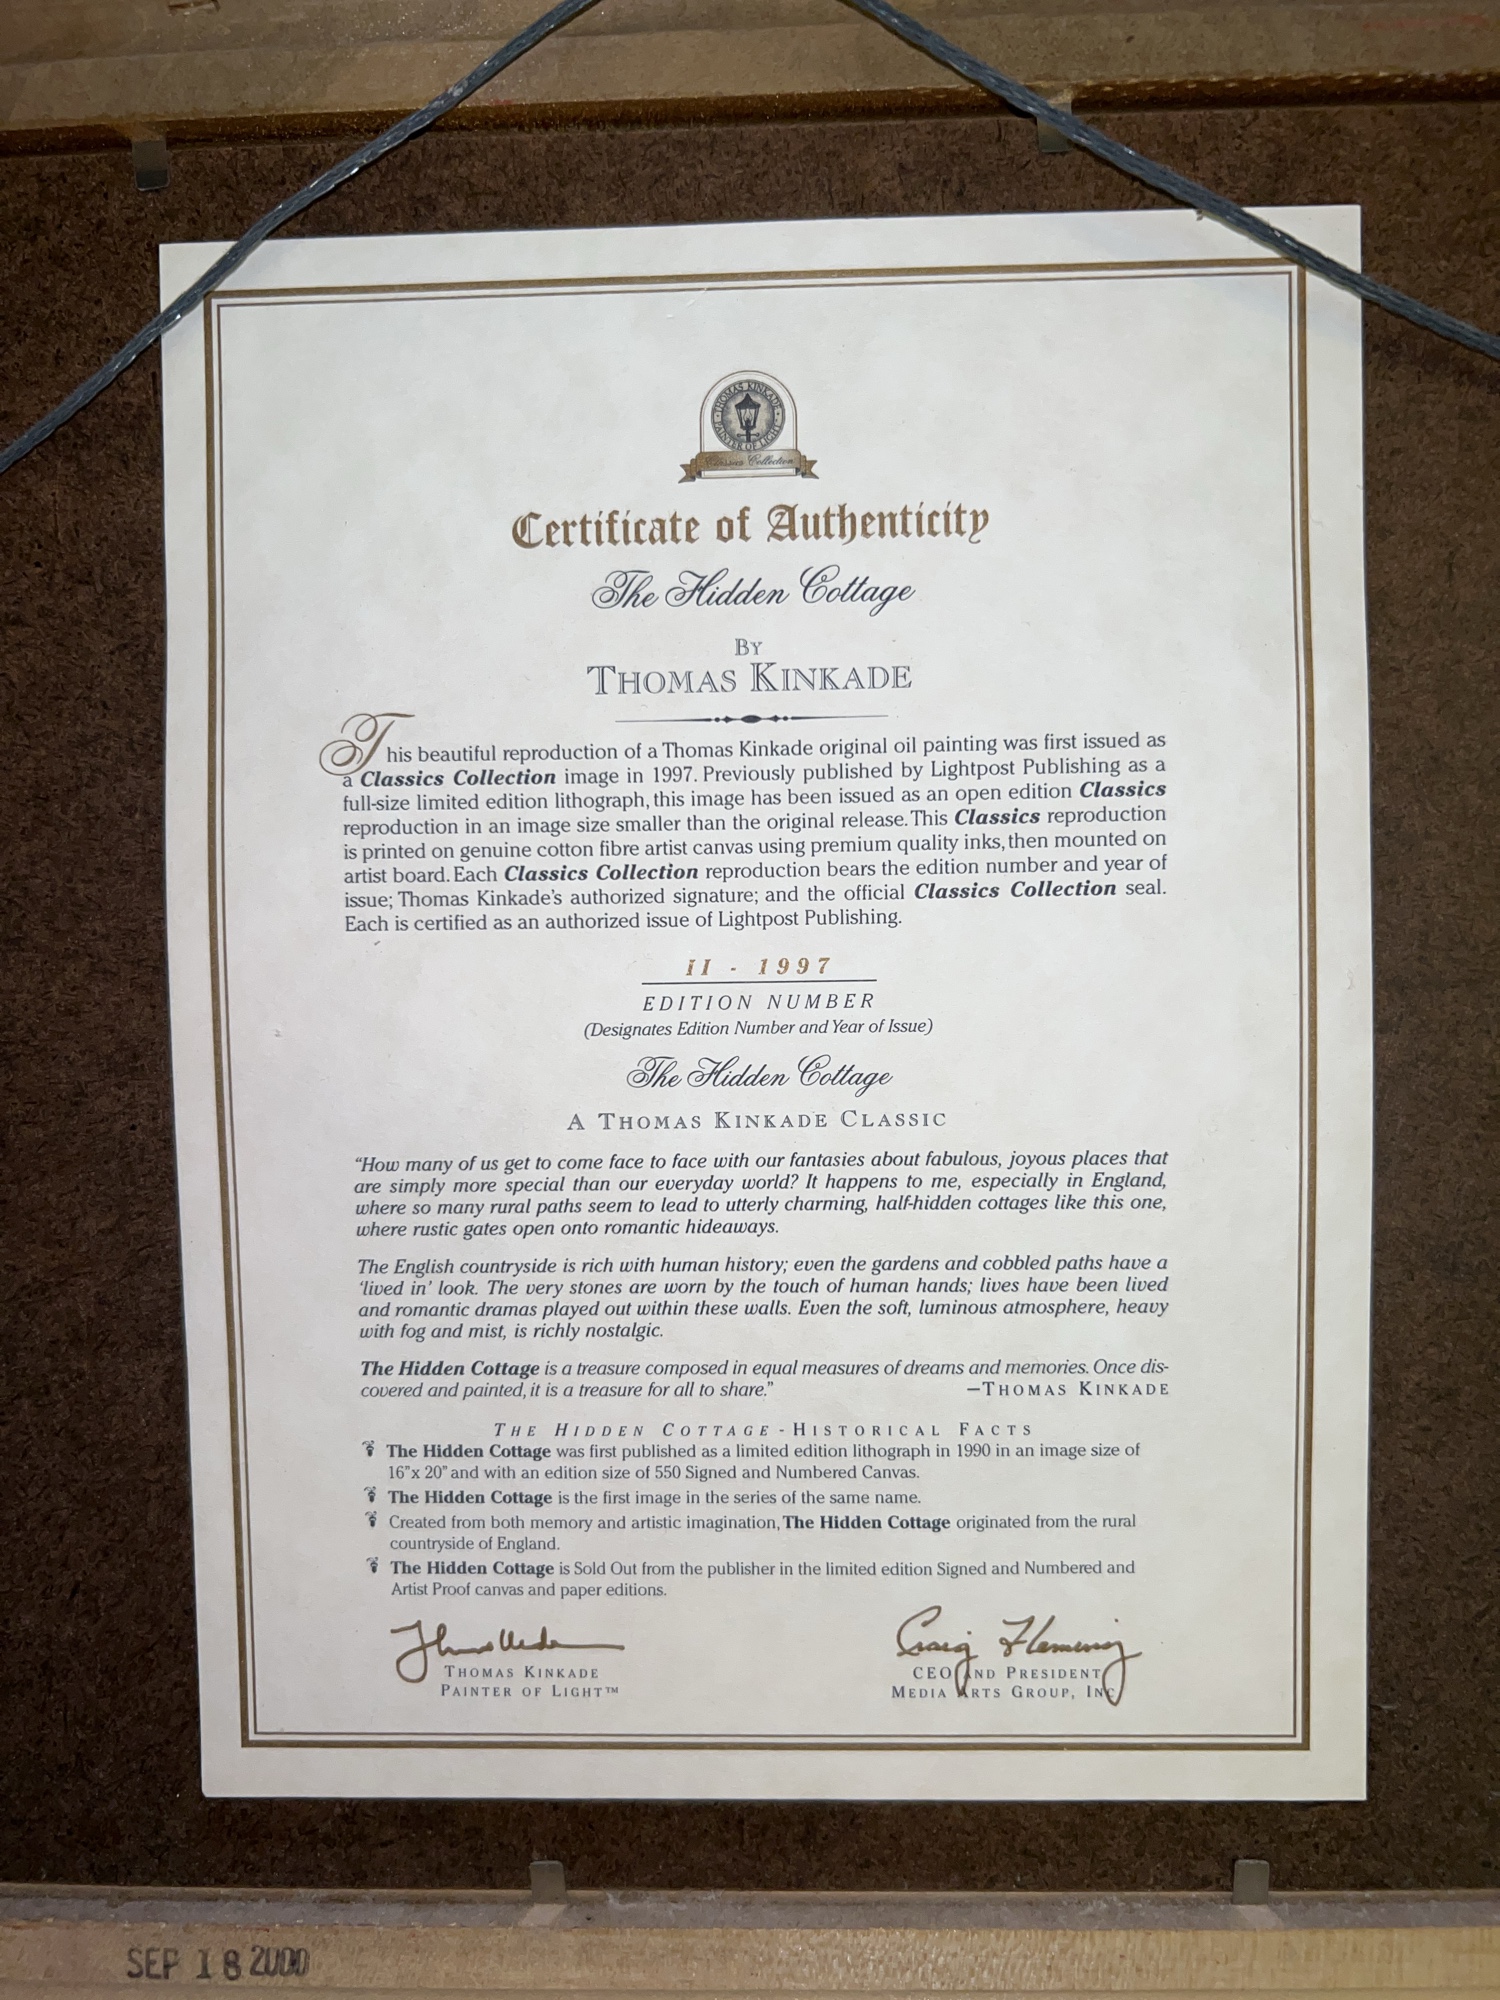 THOMAS KINKADE
PAINTER OF LIGHT
Classics Collection
Certificate of Authenticity
The Hidden Cottage
BY
THOMAS KINKADE
This beautiful reproduction of a Thomas Kinkade original oil painting was first issued as
a Classics Collection image in 1997. Previously published by Lightpost Publishing as a
full-size limited edition lithograph, this image has been issued as an open edition Classics
reproduction in an image size smaller than the original release. This Classics reproduction
is printed on genuine cotton fibre artist canvas using premium quality inks, then mounted on
artist board. Each Classics Collection reproduction bears the edition number and year of
issue; Thomas Kinkade's authorized signature; and the official Classics Collection seal.
Each is certified as an authorized issue of Lightpost Publishing.
II - 1997
EDITION NUMBER
(Designates Edition Number and Year of Issue)
The Hidden Cottage
A THOMAS KINKADE CLASSIC
“How many of us get to come face to face with our fantasies about fabulous, joyous places that
are simply more special than our everyday world? It happens to me, especially in England,
where so many rural paths seem to lead to utterly charming, half-hidden cottages like this one,
where rustic gates open onto romantic hideaways.
The English countryside is rich with human history; even the gardens and cobbled paths have a
‘lived in’ look. The very stones are worn by the touch of human hands; lives have been lived
and romantic dramas played out within these walls. Even the soft, luminous atmosphere, heavy
with fog and mist, is richly nostalgic.
The Hidden Cottage is a treasure composed in equal measures of dreams and memories. Once dis-
covered and painted, it is a treasure for all to share.” —THOMAS KINKADE
THE HIDDEN COTTAGE - HISTORICAL FACTS
The Hidden Cottage was first published as a limited edition lithograph in 1990 in an image size of
16"x 20" and with an edition size of 550 Signed and Numbered Canvas.
The Hidden Cottage is the first image in the series of the same name.
Created from both memory and artistic imagination, The Hidden Cottage originated from the rural
countryside of England.
The Hidden Cottage is Sold Out from the publisher in the limited edition Signed and Numbered and
Artist Proof canvas and paper editions.
Craig Fleming
THOMAS KINKADE
PAINTER OF LIGHT™
CEO AND PRESIDENT
MEDIA ARTS GROUP, INC
SEP 18 2000